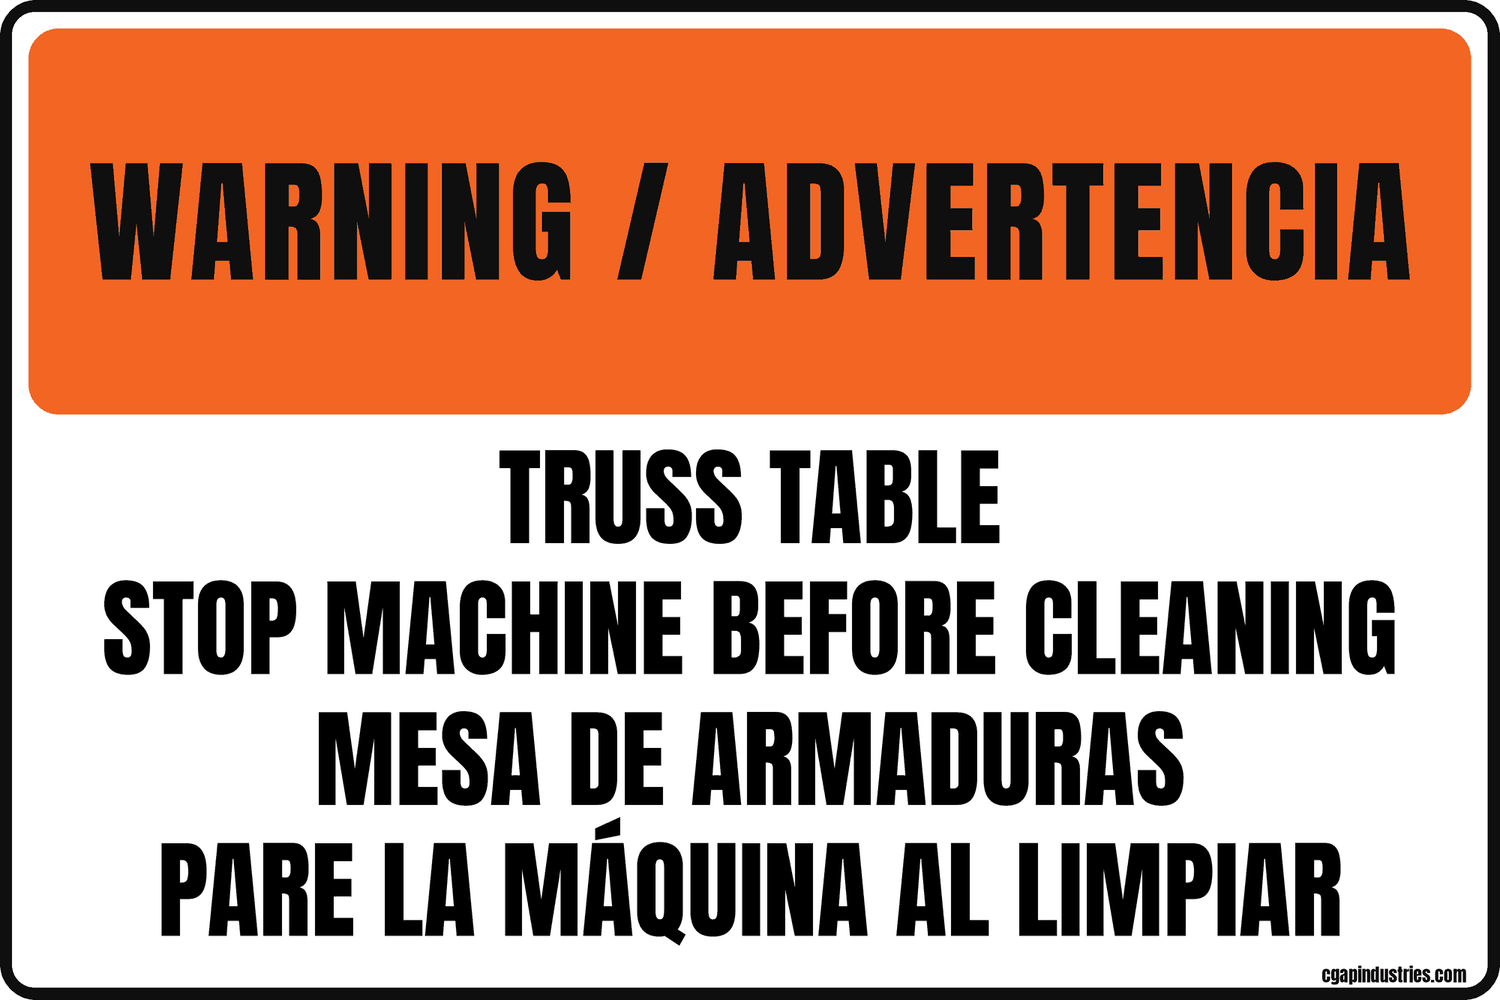 WARNING / ADVERTENCIA
TRUSS TABLE
STOP MACHINE BEFORE CLEANING
MESA DE ARMADURAS
PARE LA MÁQUINA AL LIMPIAR
cgapindustries.com